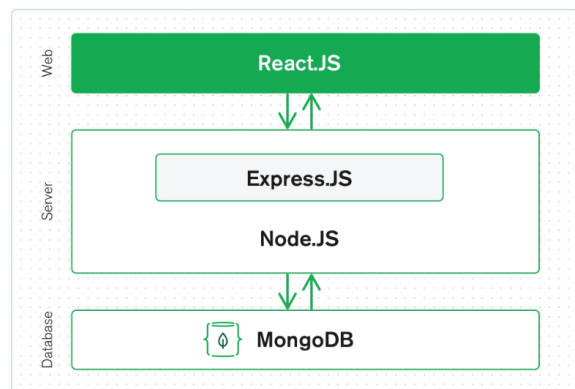 Web
React.JS
Server
Express.JS
Node.JS
Database
MongoDB